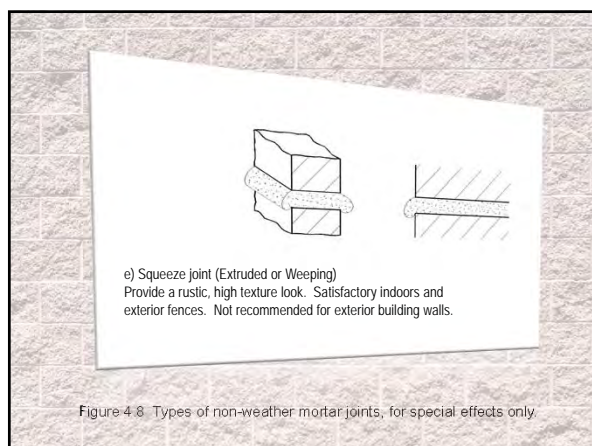 e) Squeeze joint (Extruded or Weeping)
Provide a rustic, high texture look. Satisfactory indoors and
exterior fences. Not recommended for exterior building walls.
Figure 4.8 Types of non-weather mortar joints, for special effects only.